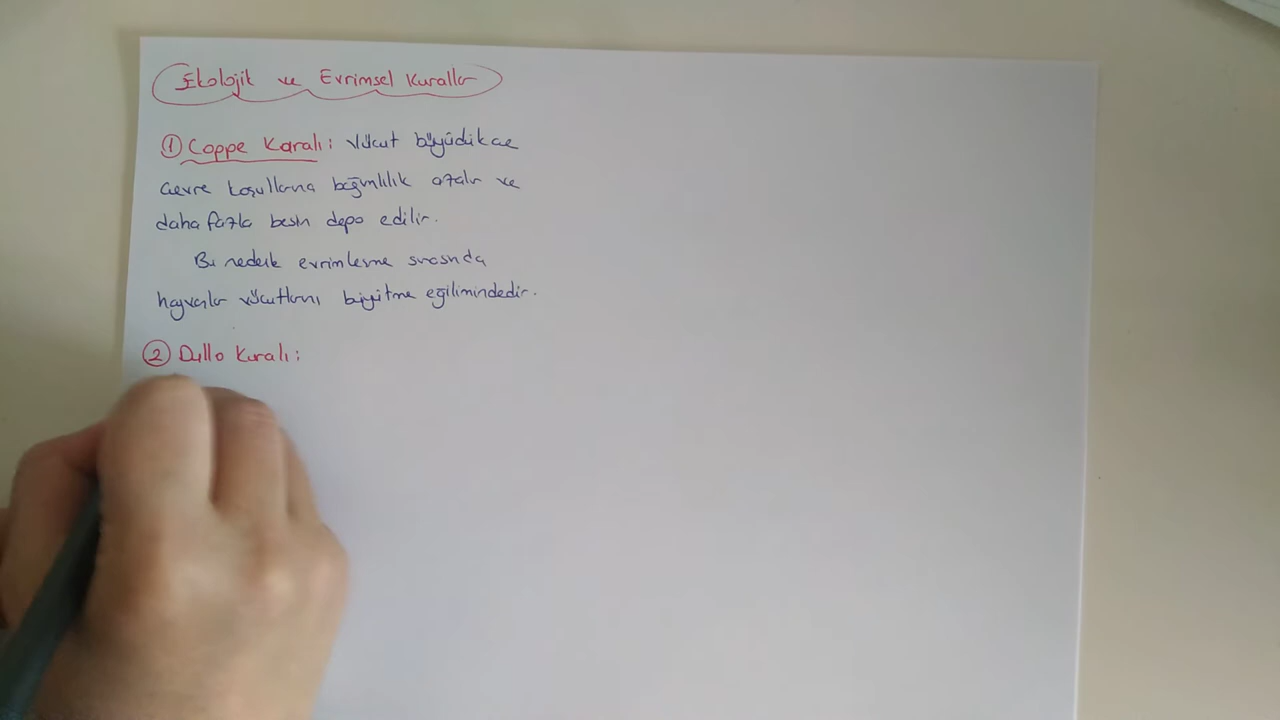 Ekolojik ve Evrimsel Kurallar
① Coppe Kuralı: Vücut büyüdükçe
çevre koşullarına bağımlılık azalır ve
daha fazla besin depo edilir.
Bu nedenle evrimleşme sırasında
hayvanlar vücutlarını büyütme eğilimindedir.
② Dollo Kuralı: